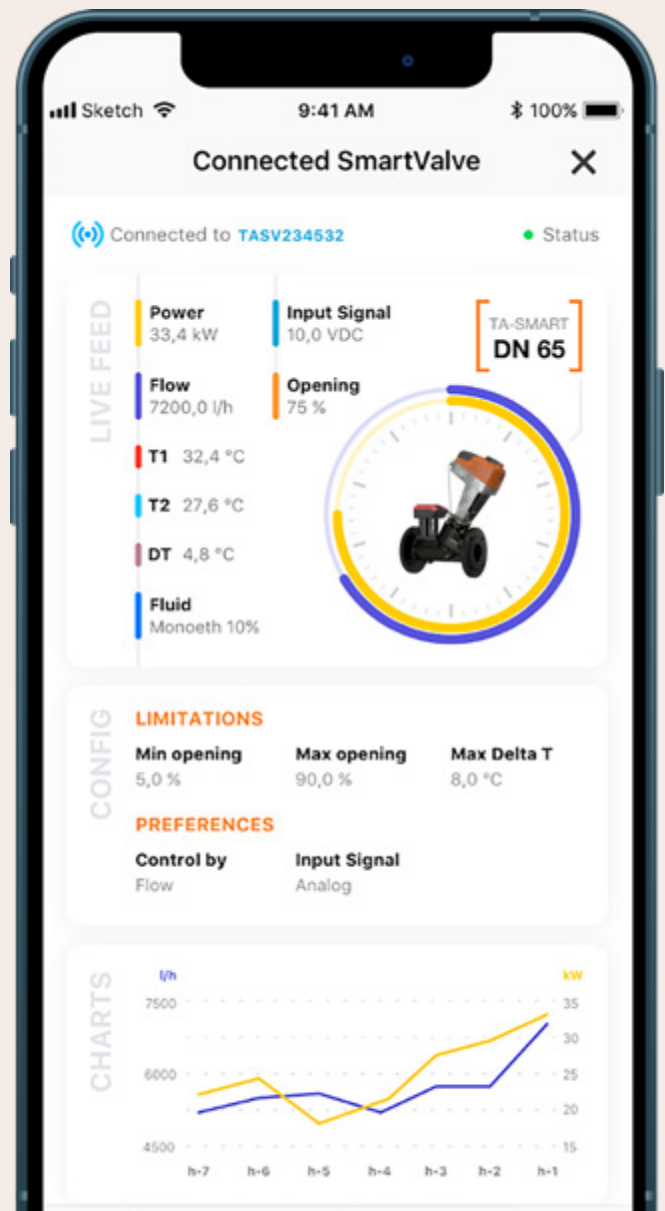 Sketch
9:41 AM
100%
Connected SmartValve
Connected to TASV234532
Status
LIVE FEED
Power
33,4 kW
Input Signal
10,0 VDC
TA-SMART
DN 65
Flow
7200,0 l/h
Opening
75 %
T1 32,4 °C
T2 27,6 °C
DT 4,8 °C
Fluid
Monoeth 10%
CONFIG
LIMITATIONS
Min opening
5,0 %
Max opening
90,0 %
Max Delta T
8,0 °C
PREFERENCES
Control by
Flow
Input Signal
Analog
CHARTS
l/h
kW
7500
35
30
6000
25
20
4500
15
h-7 h-6 h-5 h-4 h-3 h-2 h-1